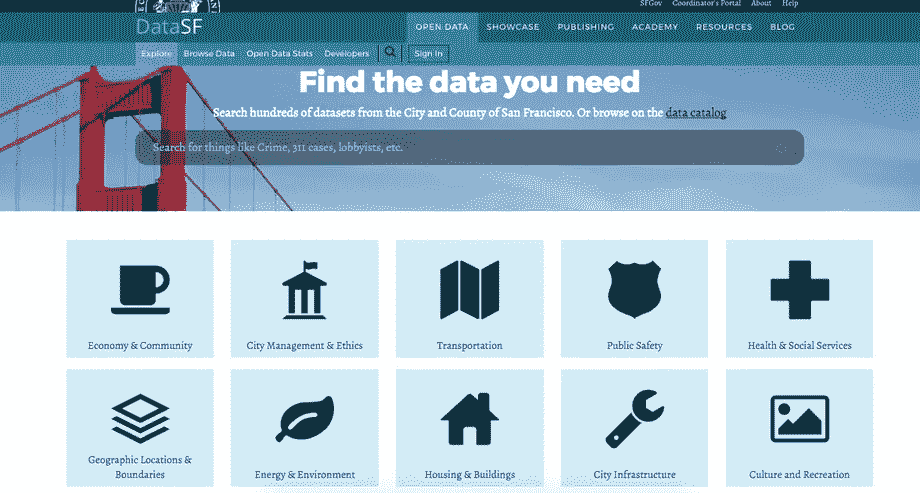 SFGov Coordinator's Portal About Help
DataSF
OPEN DATA SHOWCASE PUBLISHING ACADEMY RESOURCES BLOG
Explore Browse Data Open Data Stats Developers Sign In
Find the data you need
Search hundreds of datasets from the City and County of San Francisco. Or browse on the data catalog
Search for things like Crime, 311 cases, lobbyists, etc.
Economy & Community
City Management & Ethics
Transportation
Public Safety
Health & Social Services
Geographic Locations &
Boundaries
Energy & Environment
Housing & Buildings
City Infrastructure
Culture and Recreation